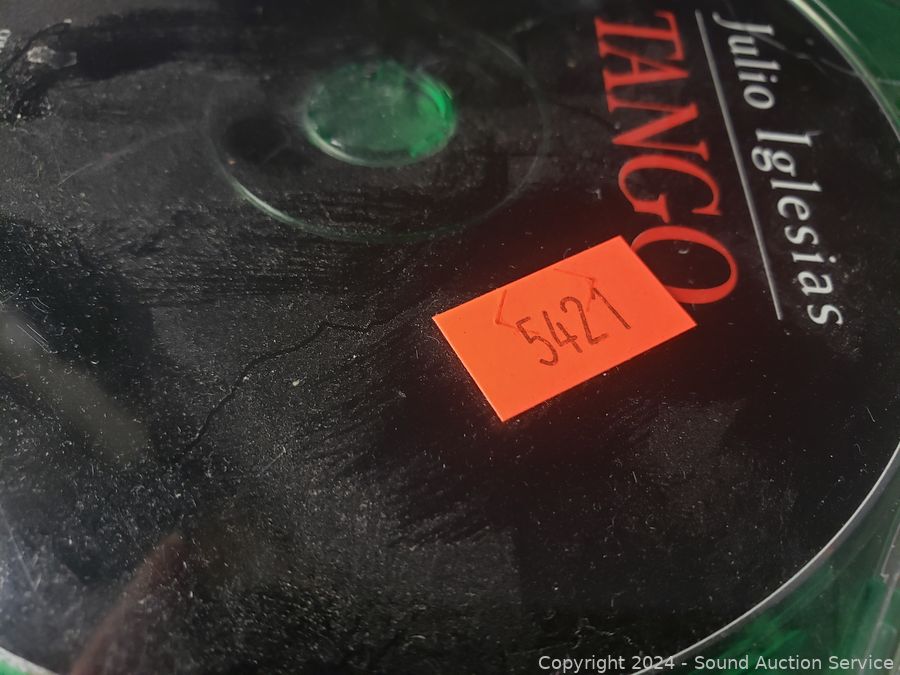 Julio Iglesias
TANGO
5421
Copyright © 2024 - Sound Auction Service